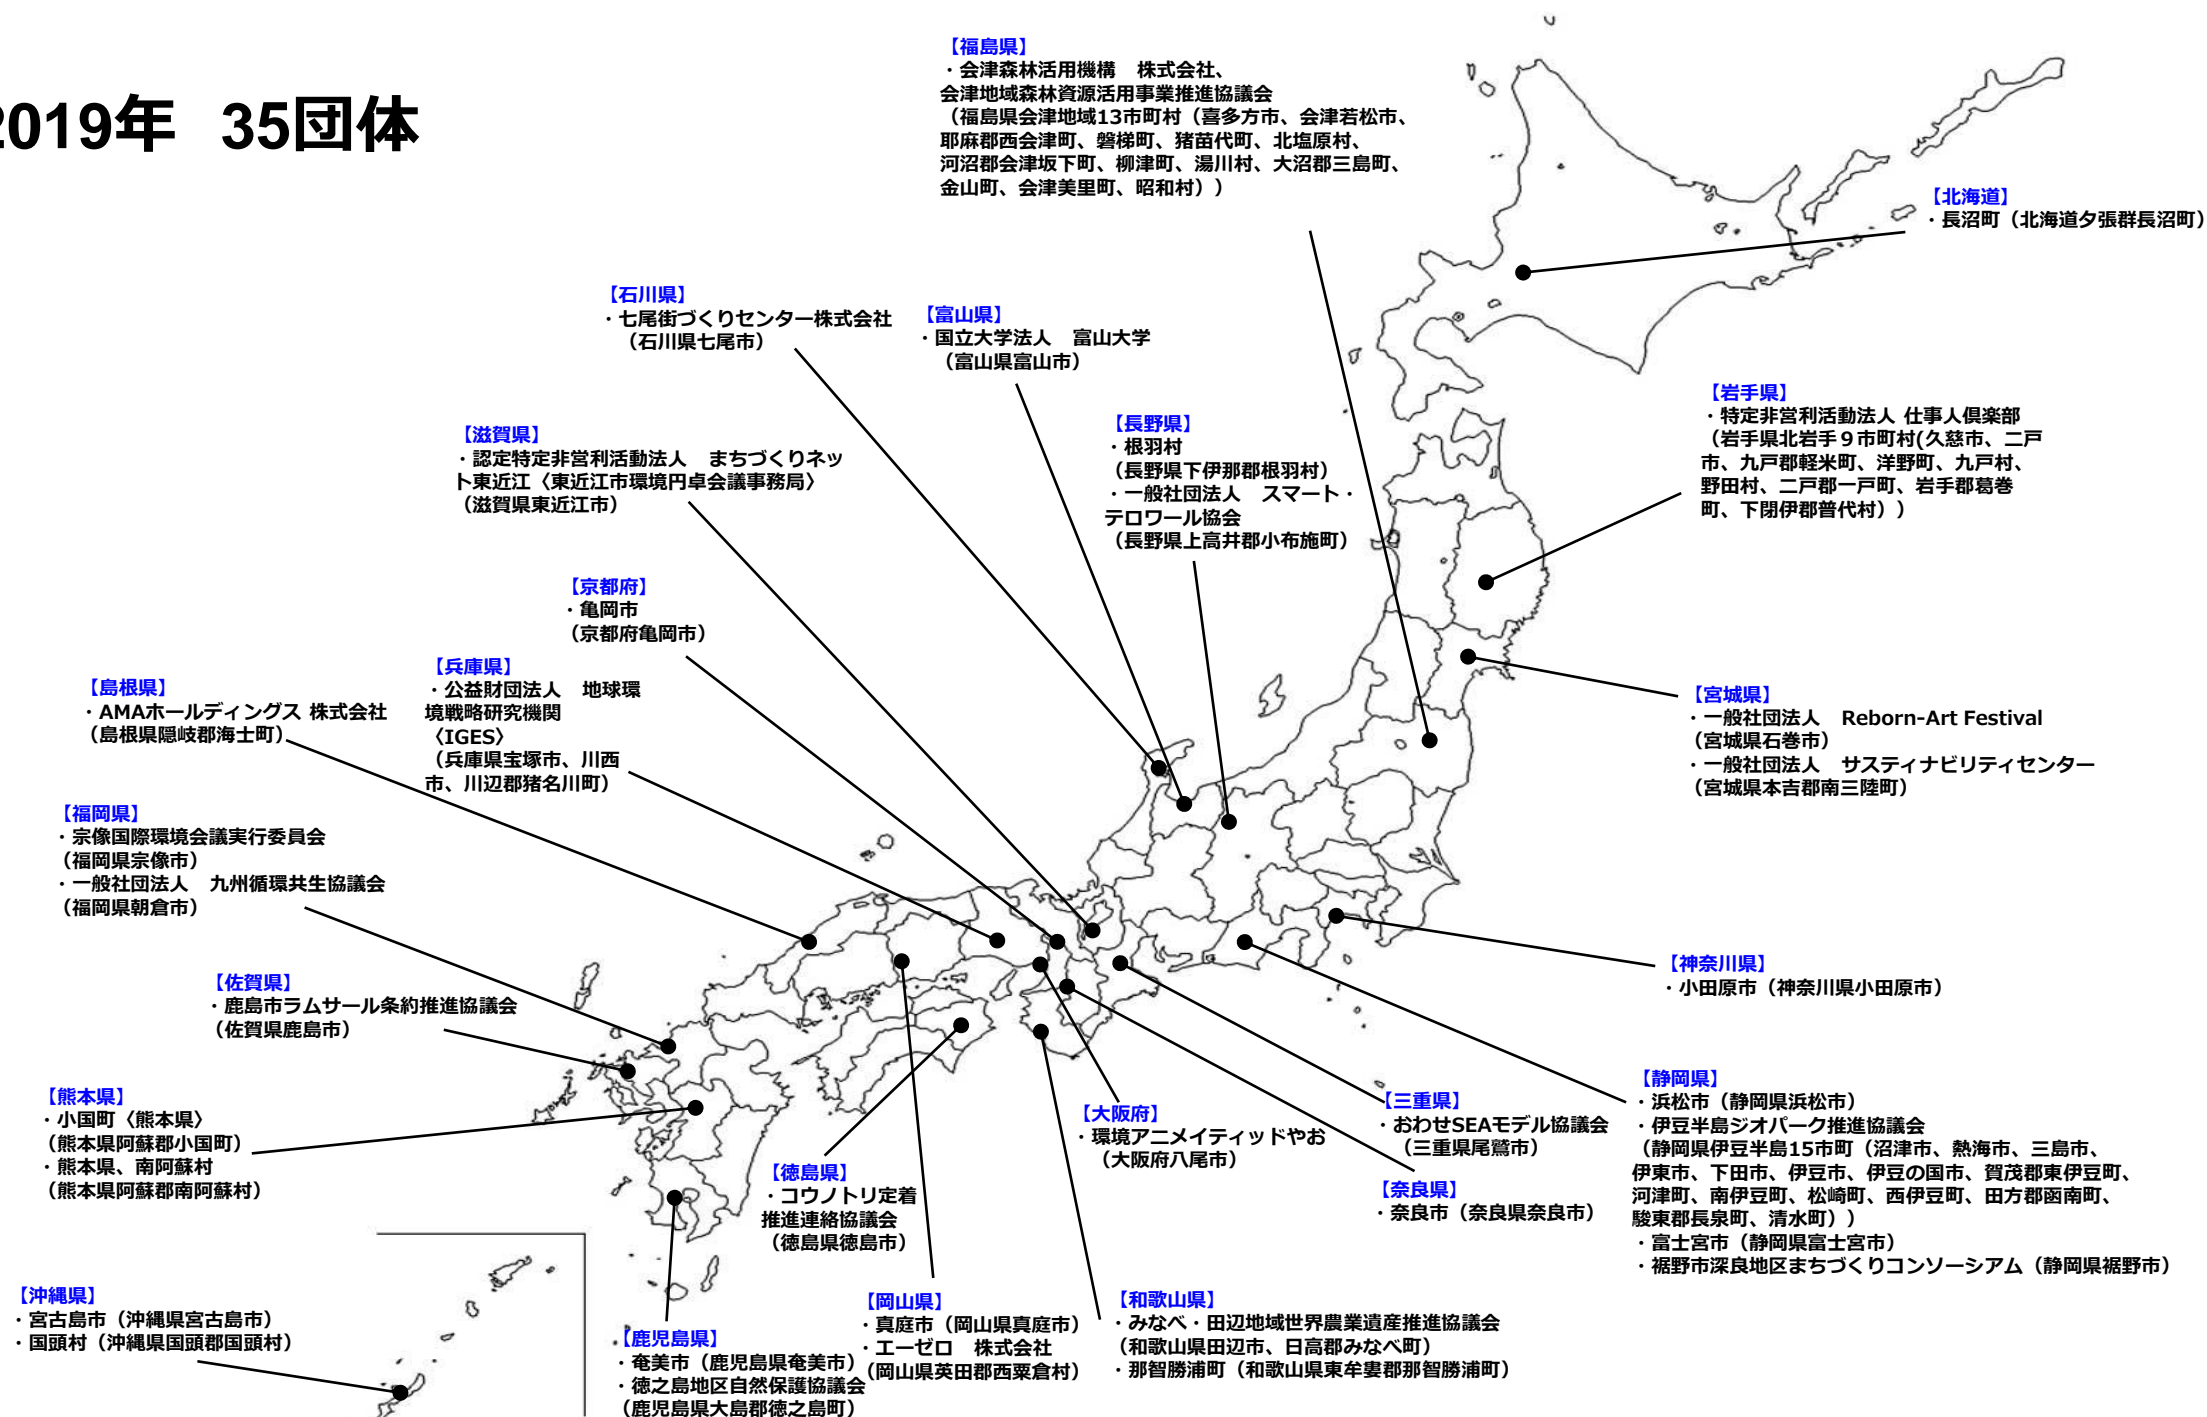 2019年 35団体
【福島県】
・会津森林活用機構 株式会社、
会津地域森林資源活用事業推進協議会
（福島県会津地域13市町村（喜多方市、会津若松市、
耶麻郡西会津町、磐梯町、猪苗代町、北塩原村、
河沼郡会津坂下町、柳津町、湯川村、大沼郡三島町、
金山町、会津美里町、昭和村））
【北海道】
・長沼町（北海道夕張群長沼町）
【石川県】
・七尾街づくりセンター株式会社
（石川県七尾市）
【富山県】
・国立大学法人 富山大学
（富山県富山市）
【岩手県】
・特定非営利活動法人 仕事人倶楽部
（岩手県北岩手９市町村(久慈市、二戸
市、九戸郡軽米町、洋野町、九戸村、
野田村、二戸郡一戸町、岩手郡葛巻
町、下閉伊郡普代村））
【長野県】
・根羽村
（長野県下伊那郡根羽村）
・一般社団法人 スマート・
テロワール協会
（長野県上高井郡小布施町）
【滋賀県】
・認定特定非営利活動法人 まちづくりネッ
ト東近江〈東近江市環境円卓会議事務局〉
（滋賀県東近江市）
【京都府】
・亀岡市
（京都府亀岡市）
【兵庫県】
・公益財団法人 地球環
境戦略研究機関
〈IGES〉
（兵庫県宝塚市、川西
市、川辺郡猪名川町）
【島根県】
・AMAホールディングス 株式会社
（島根県隠岐郡海士町）
【宮城県】
・一般社団法人 Reborn-Art Festival
（宮城県石巻市）
・一般社団法人 サスティナビリティセンター
（宮城県本吉郡南三陸町）
【福岡県】
・宗像国際環境会議実行委員会
（福岡県宗像市）
・一般社団法人 九州循環共生協議会
（福岡県朝倉市）
【神奈川県】
・小田原市（神奈川県小田原市）
【佐賀県】
・鹿島市ラムサール条約推進協議会
（佐賀県鹿島市）
【熊本県】
・小国町〈熊本県〉
（熊本県阿蘇郡小国町）
・熊本県、南阿蘇村
（熊本県阿蘇郡南阿蘇村）
【徳島県】
・コウノトリ定着
推進連絡協議会
（徳島県徳島市）
【大阪府】
・環境アニメイティッドやお
（大阪府八尾市）
【三重県】
・おわせSEAモデル協議会
（三重県尾鷲市）
【奈良県】
・奈良市（奈良県奈良市）
【静岡県】
・浜松市（静岡県浜松市）
・伊豆半島ジオパーク推進協議会
（静岡県伊豆半島15市町（沼津市、熱海市、三島市、
伊東市、下田市、伊豆市、伊豆の国市、賀茂郡東伊豆町、
河津町、南伊豆町、松崎町、西伊豆町、田方郡函南町、
駿東郡長泉町、清水町））
・富士宮市（静岡県富士宮市）
・裾野市深良地区まちづくりコンソーシアム（静岡県裾野市）
【沖縄県】
・宮古島市（沖縄県宮古島市）
・国頭村（沖縄県国頭郡国頭村）
【鹿児島県】
・奄美市（鹿児島県奄美市）
・徳之島地区自然保護協議会
（鹿児島県大島郡徳之島町）
【岡山県】
・真庭市（岡山県真庭市）
・エーゼロ 株式会社
（岡山県英田郡西粟倉村）
【和歌山県】
・みなべ・田辺地域世界農業遺産推進協議会
（和歌山県田辺市、日高郡みなべ町）
・那智勝浦町（和歌山県東牟婁郡那智勝浦町）